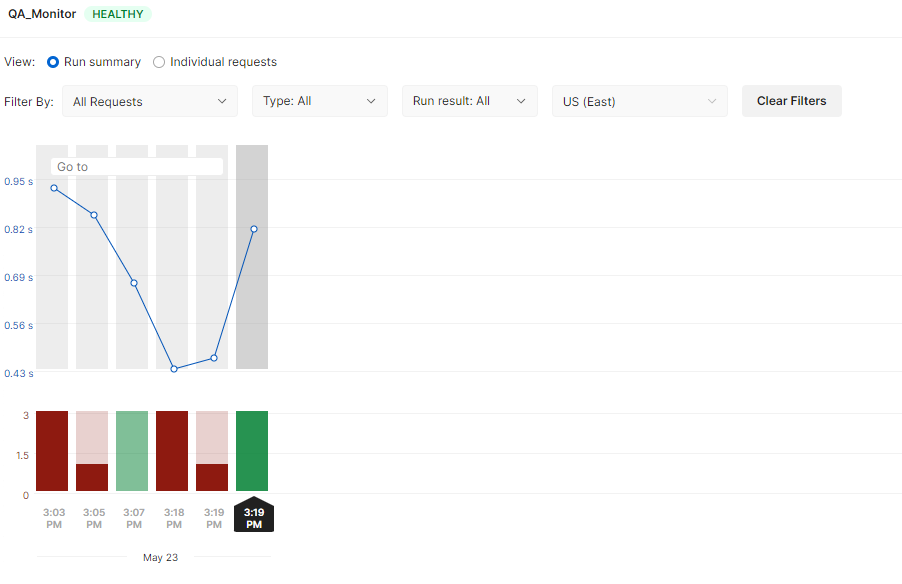 QA_Monitor HEALTHY
View: Run summary Individual requests
Filter By: All Requests Type: All Run result: All US (East) Clear Filters
Go to
0.95 s
0.82 s
0.69 s
0.56 s
0.43 s
3
1.5
0
3:03 3:05 3:07 3:18 3:19 3:19
PM PM PM PM PM PM
May 23